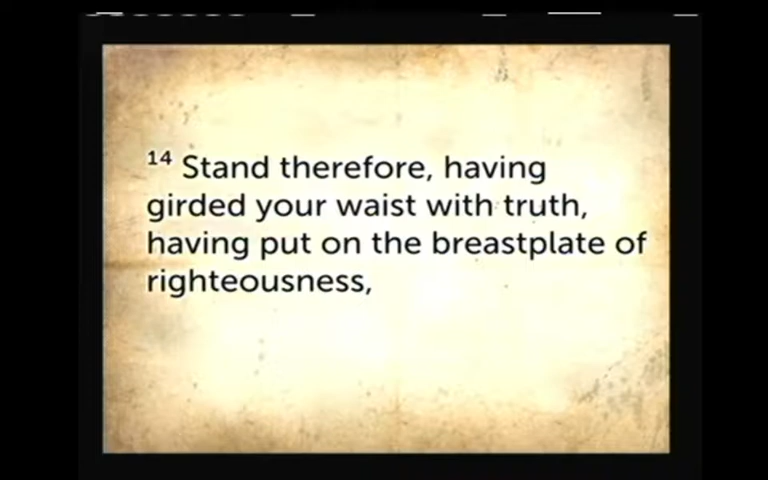 14 Stand therefore, having
girded your waist with truth,
having put on the breastplate of
righteousness,